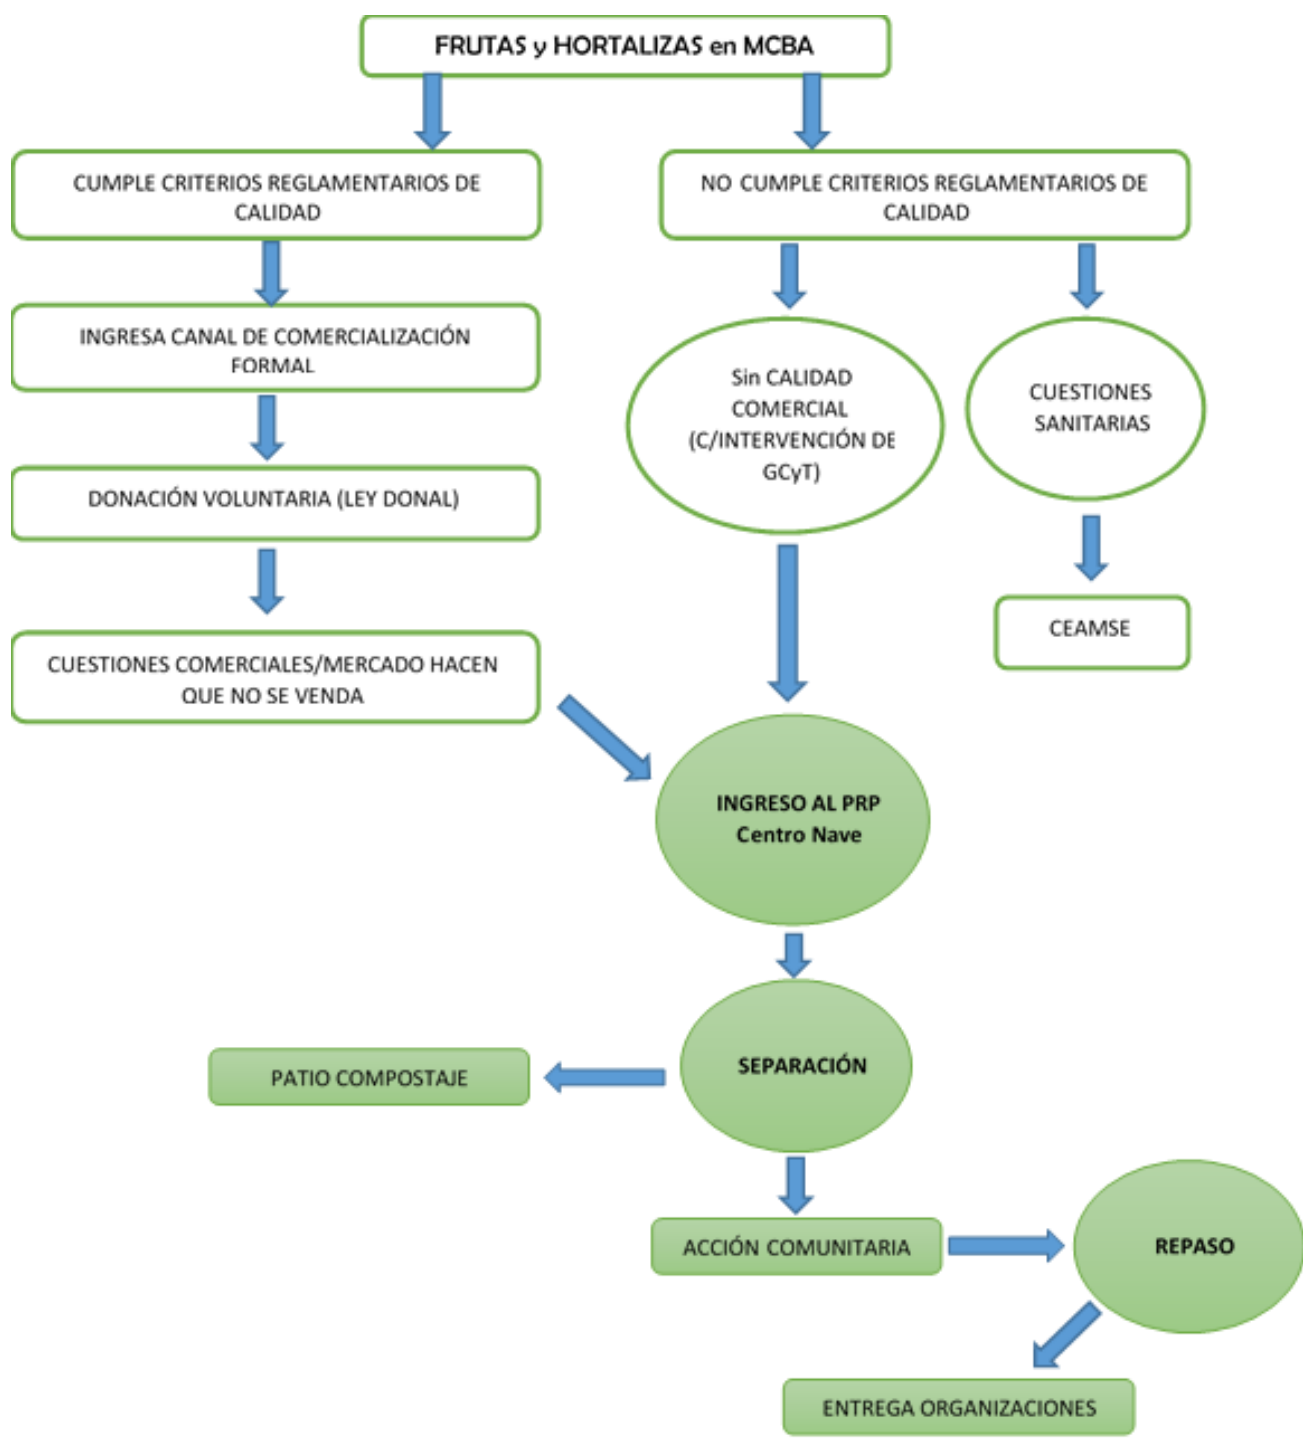 FRUTAS y HORTALIZAS en MCBA
CUMPLE CRITERIOS REGLAMENTARIOS DE
CALIDAD
NO CUMPLE CRITERIOS REGLAMENTARIOS DE
CALIDAD
INGRESA CANAL DE COMERCIALIZACIÓN
FORMAL
Sin CALIDAD
COMERCIAL
(C/INTERVENCIÓN DE
GCyT)
CUESTIONES
SANITARIAS
DONACIÓN VOLUNTARIA (LEY DONAL)
CEAMSE
CUESTIONES COMERCIALES/MERCADO HACEN
QUE NO SE VENDA
INGRESO AL PRP
Centro Nave
SEPARACIÓN
PATIO COMPOSTAJE
ACCIÓN COMUNITARIA
REPASO
ENTREGA ORGANIZACIONES